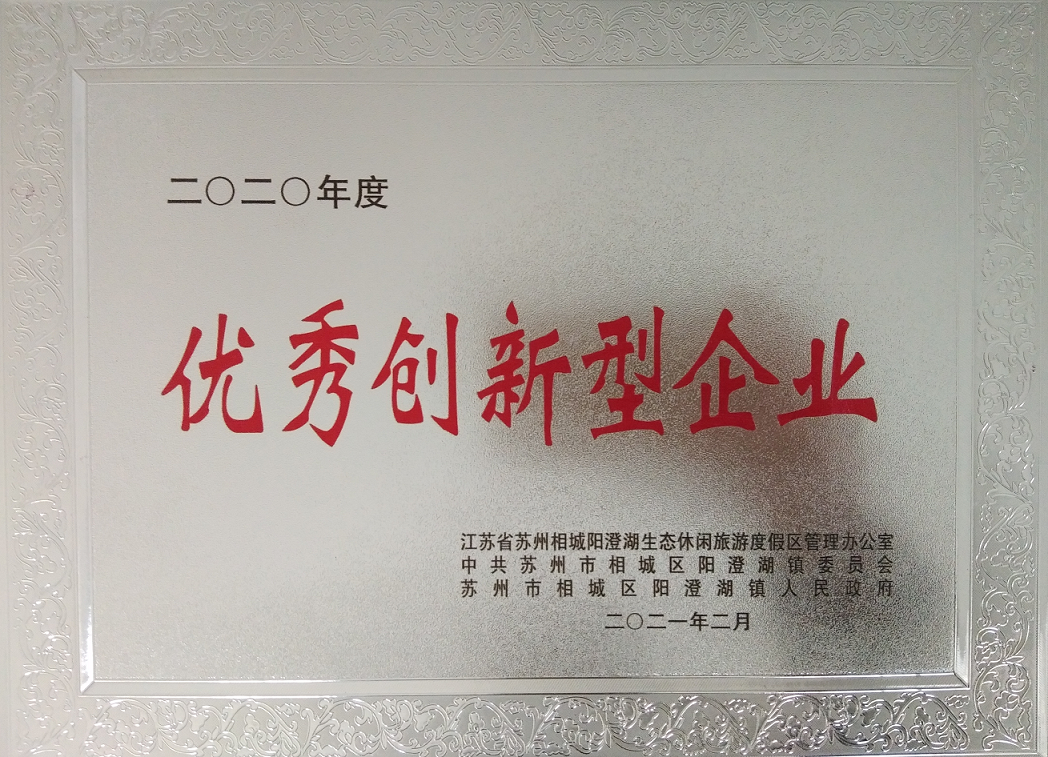 二〇二〇年度
优秀创新型企业
江苏省苏州相城阳澄湖生态休闲旅游度假区管理办公室
中共苏州市相城区阳澄湖镇委员会
苏州市相城区阳澄湖镇人民政府
二〇二一年二月